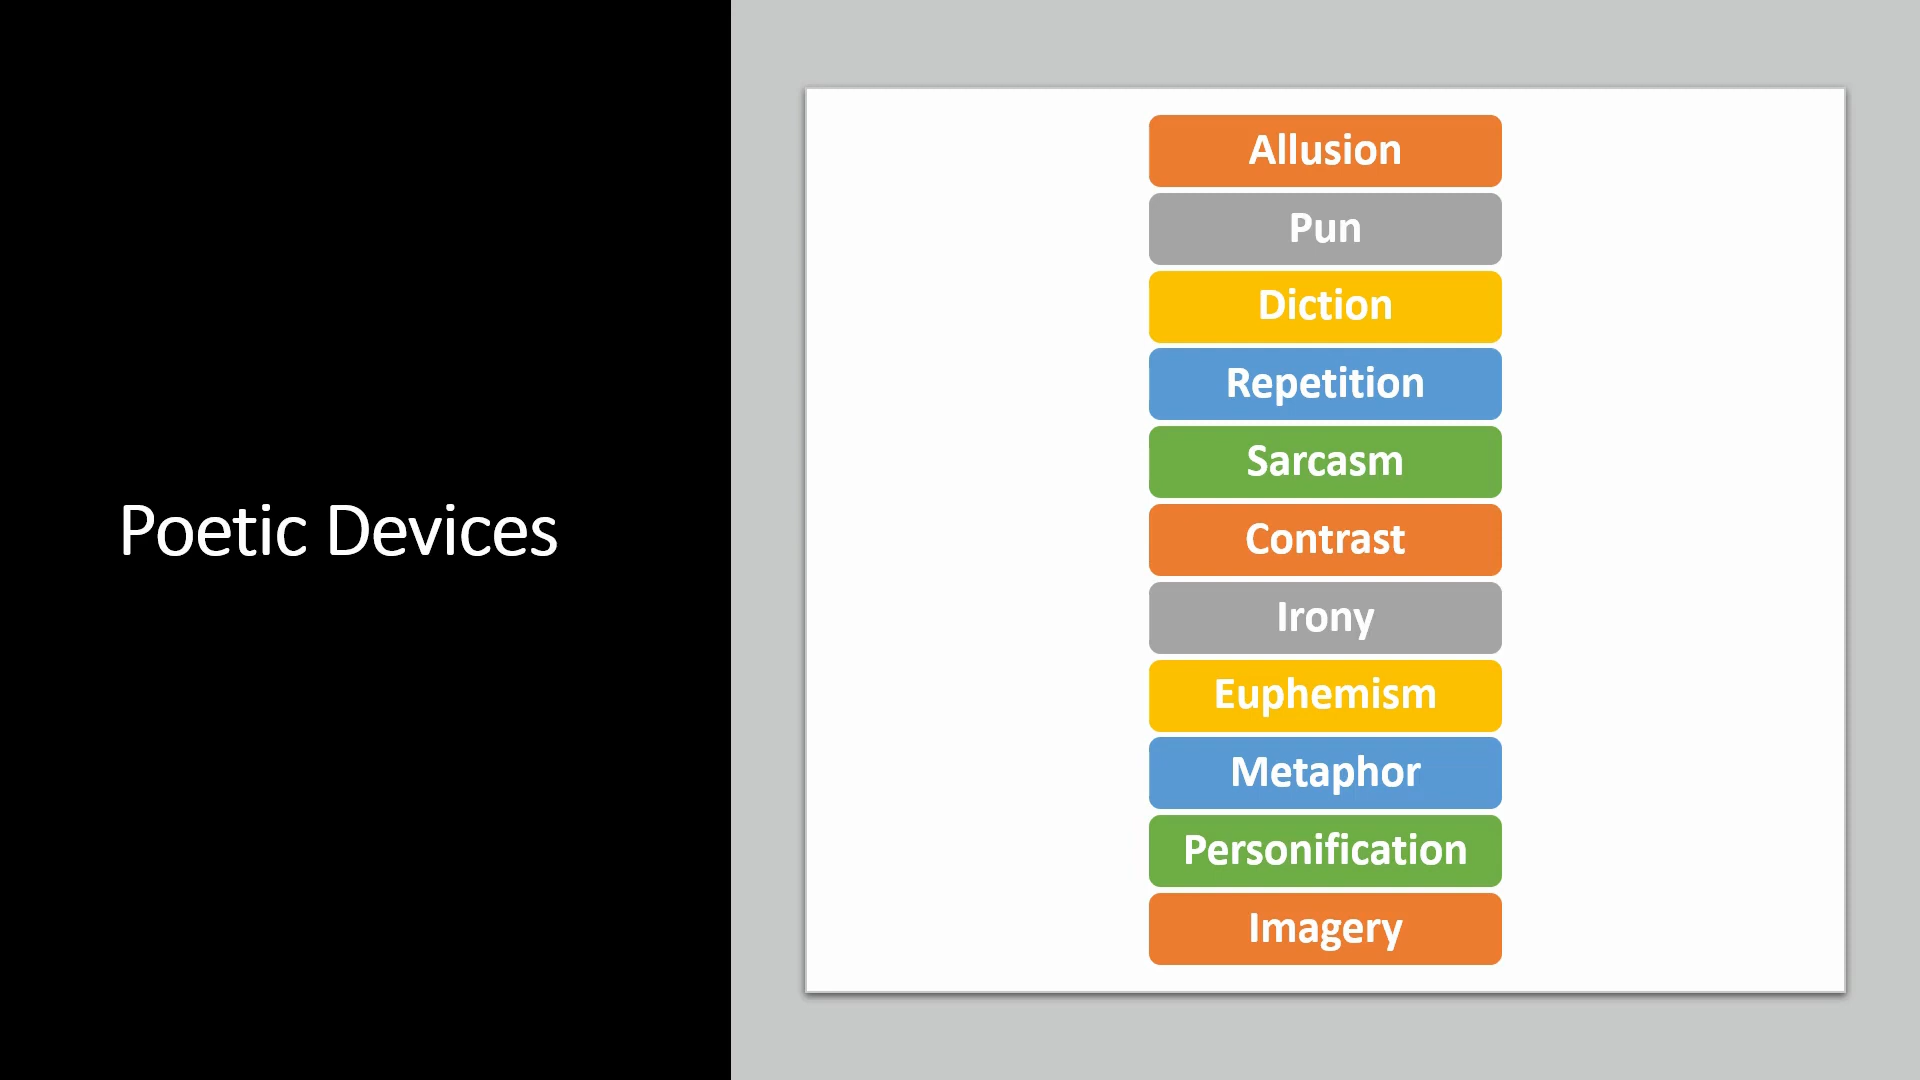 Poetic Devices
Allusion
Pun
Diction
Repetition
Sarcasm
Contrast
Irony
Euphemism
Metaphor
Personification
Imagery